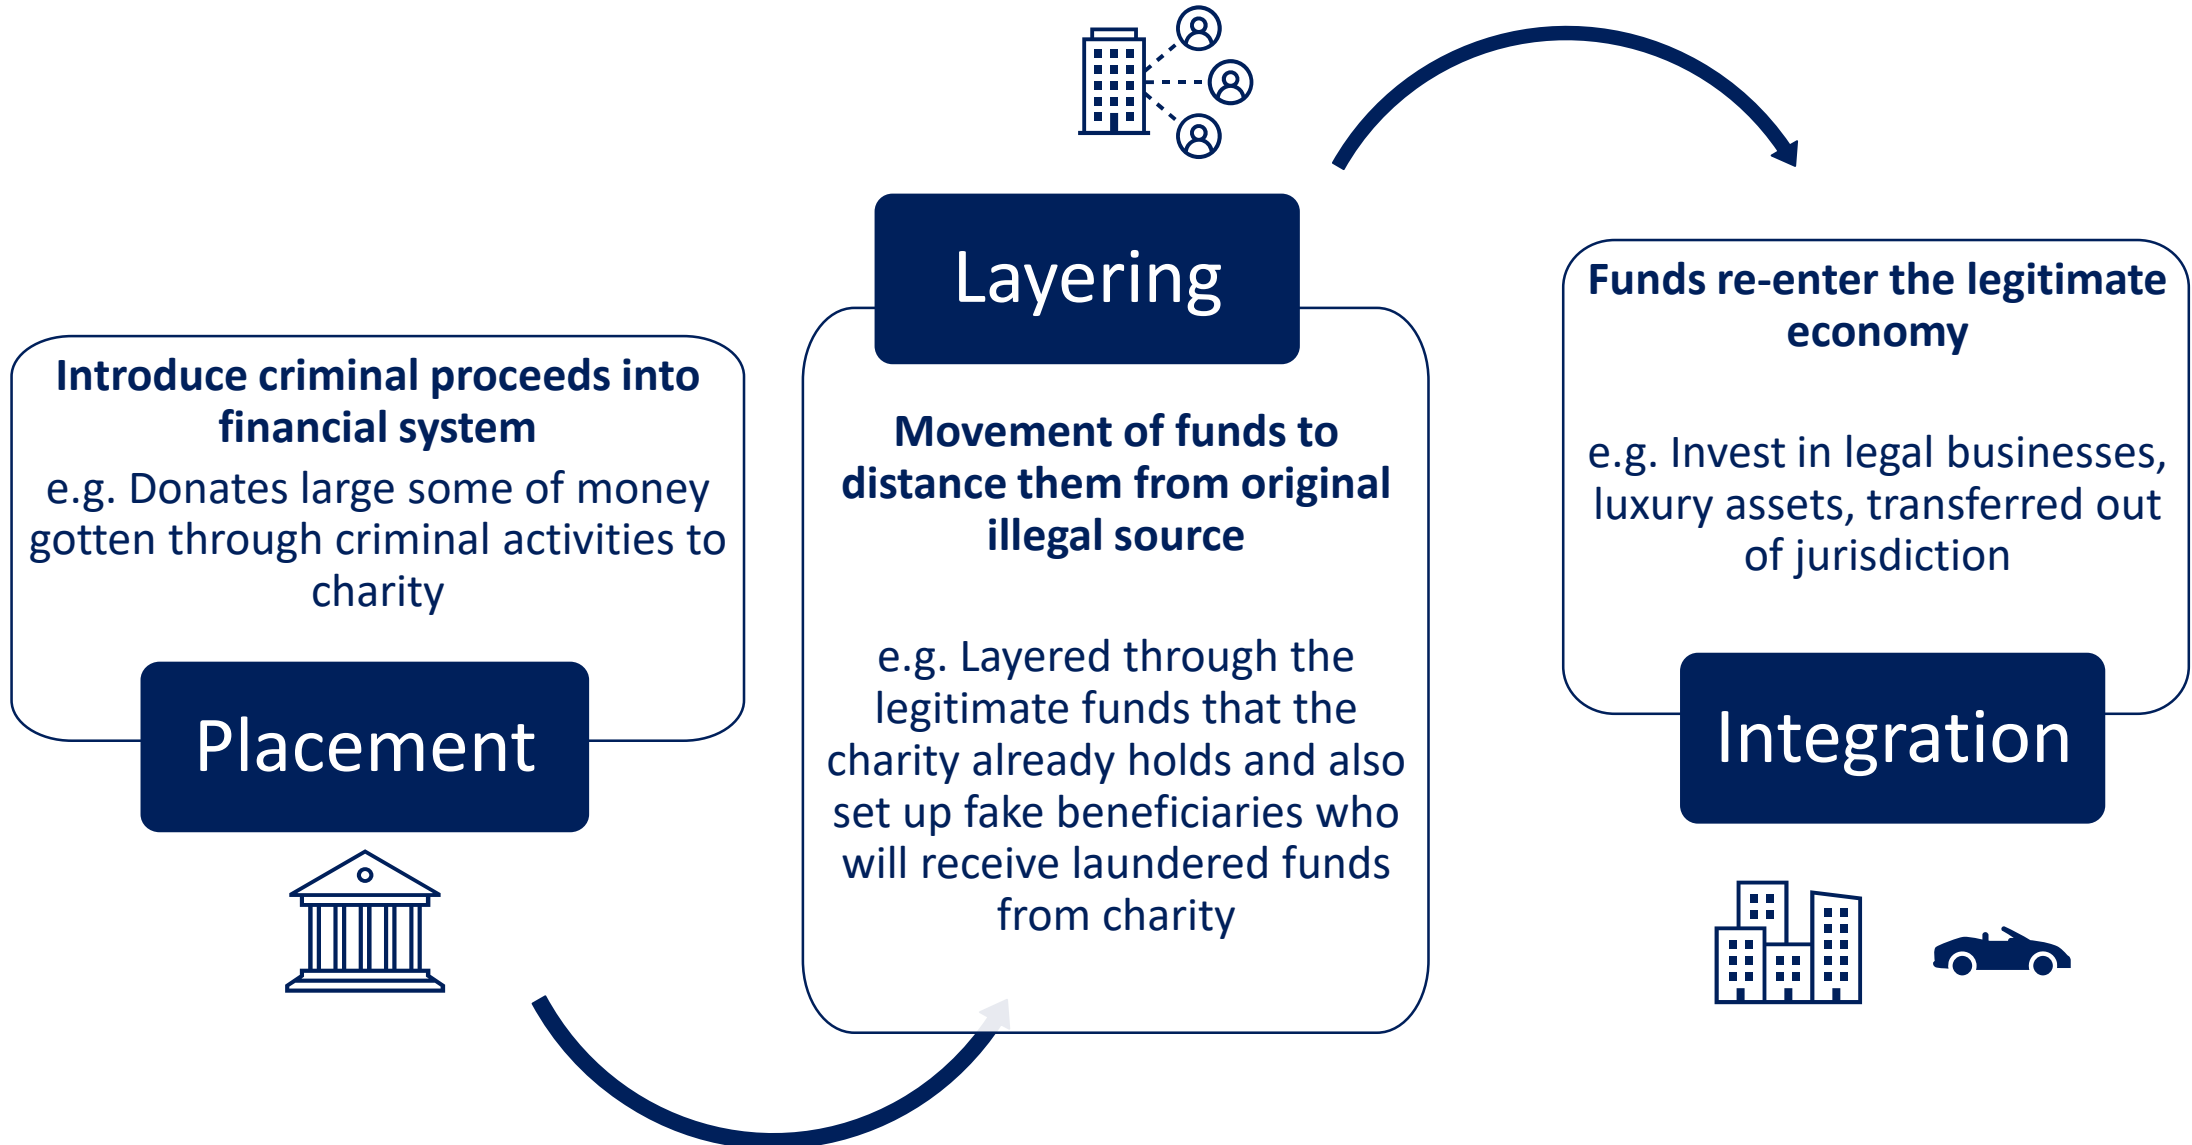 Introduce criminal proceeds into
financial system
e.g. Donates large some of money
gotten through criminal activities to
charity
Placement
Layering
Movement of funds to
distance them from original
illegal source
e.g. Layered through the
legitimate funds that the
charity already holds and also
set up fake beneficiaries who
will receive laundered funds
from charity
Funds re-enter the legitimate
economy
e.g. Invest in legal businesses,
luxury assets, transferred out
of jurisdiction
Integration